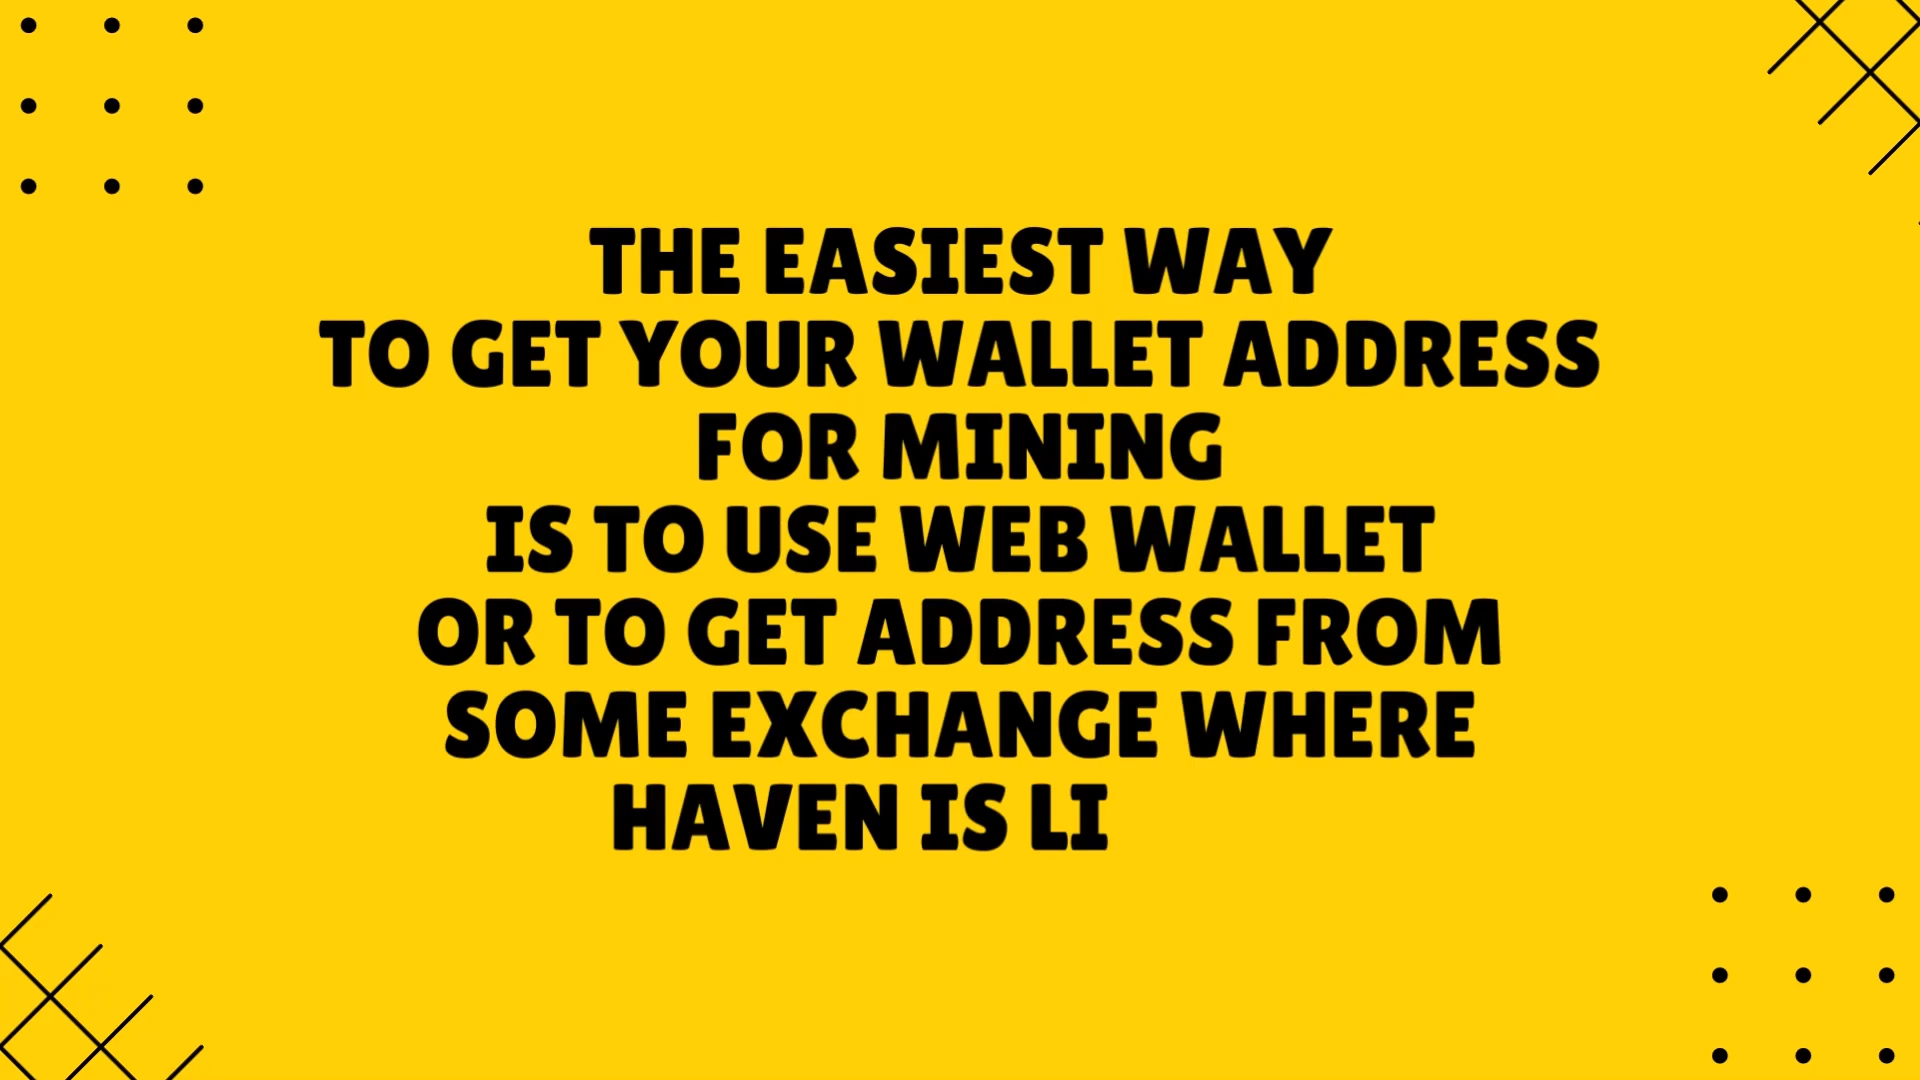 THE EASIEST WAY
TO GET YOUR WALLET ADDRESS
FOR MINING
IS TO USE WEB WALLET
OR TO GET ADDRESS FROM
SOME EXCHANGE WHERE
HAVEN IS LI